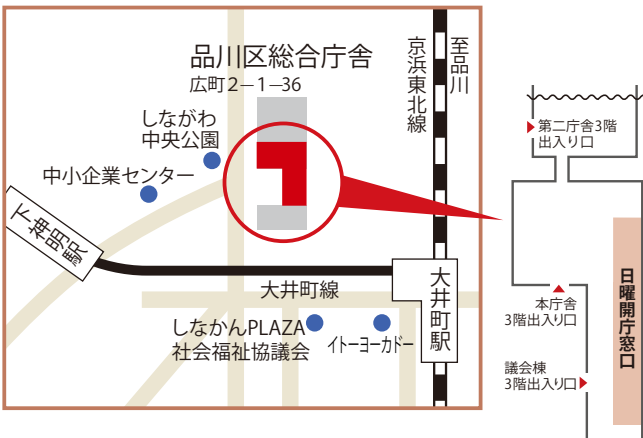 品川区総合庁舎
広町2−1−36
京浜東北線
至品川
しながわ
中央公園
中小企業センター
下神明駅
大井町線
大井町駅
しなかんPLAZA
社会福祉協議会
イトーヨーカドー
第二庁舎3階
出入り口
日曜開庁窓口
本庁舎
3階出入り口
議会棟
3階出入り口